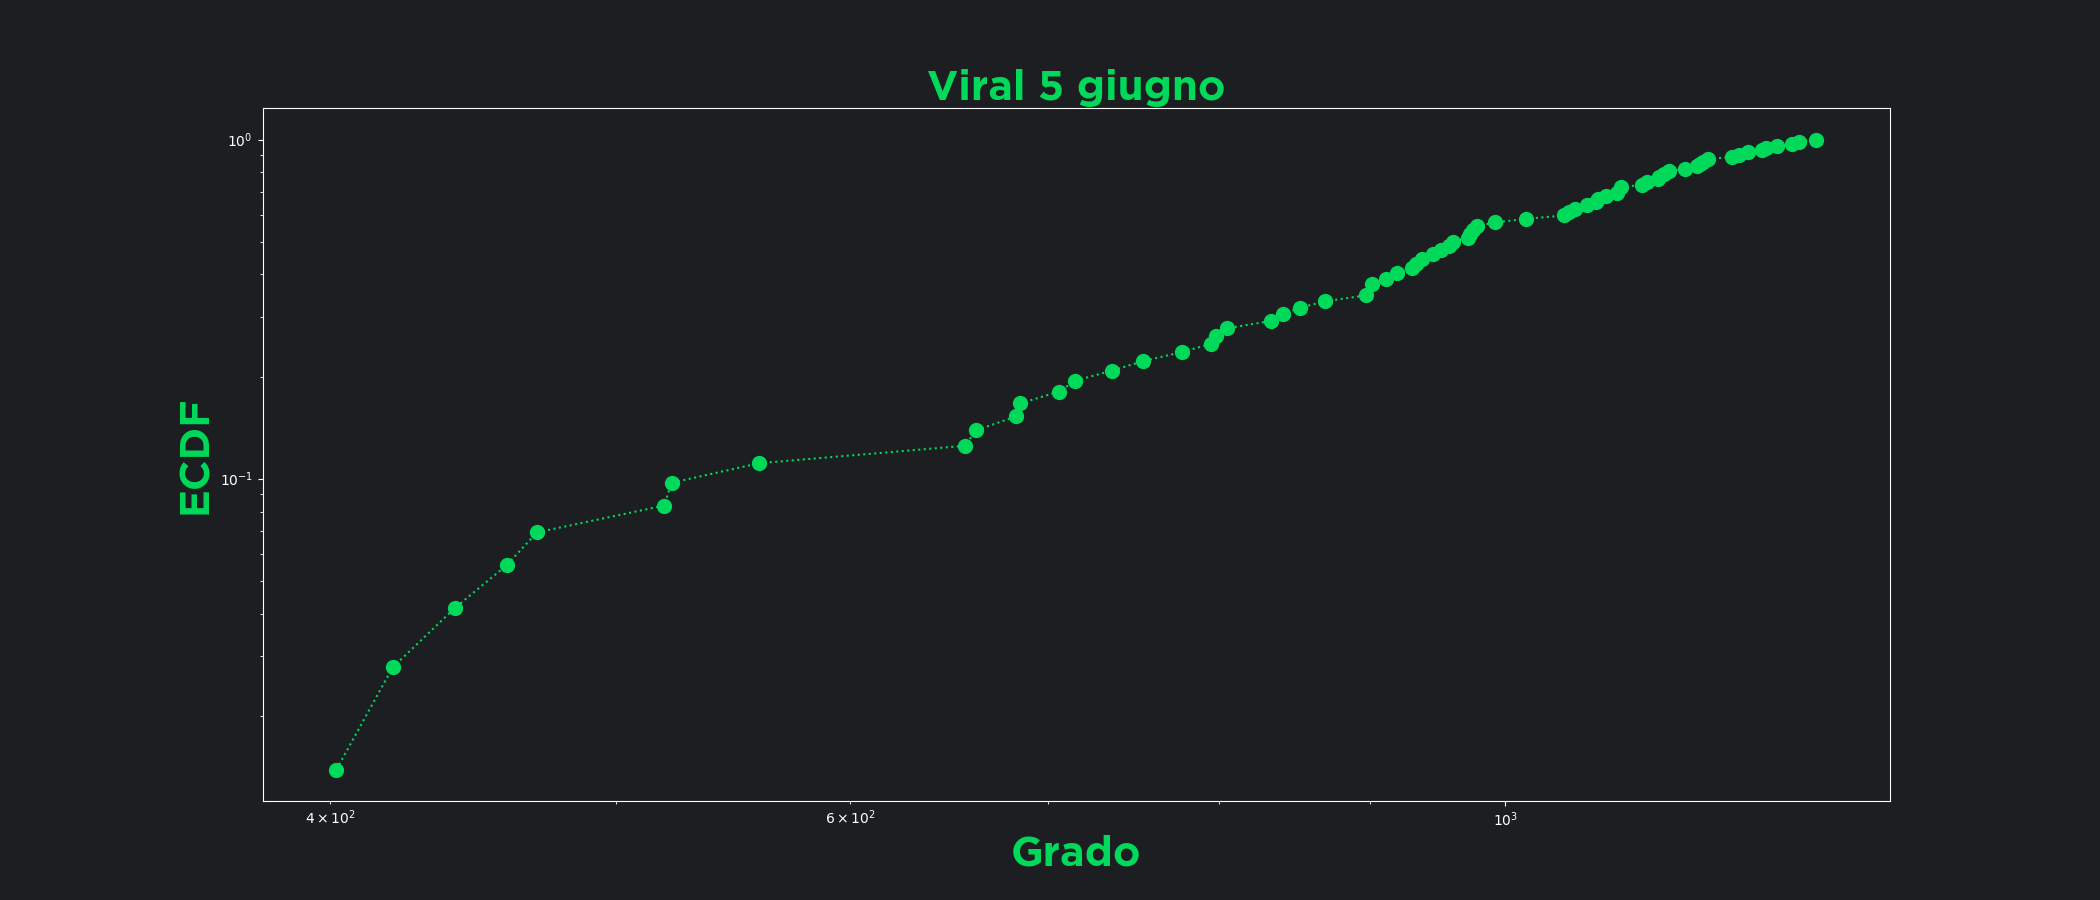 Viral 5 giugno
10⁰
10⁻¹
ECDF
4 × 10²
6 × 10²
10³
Grado